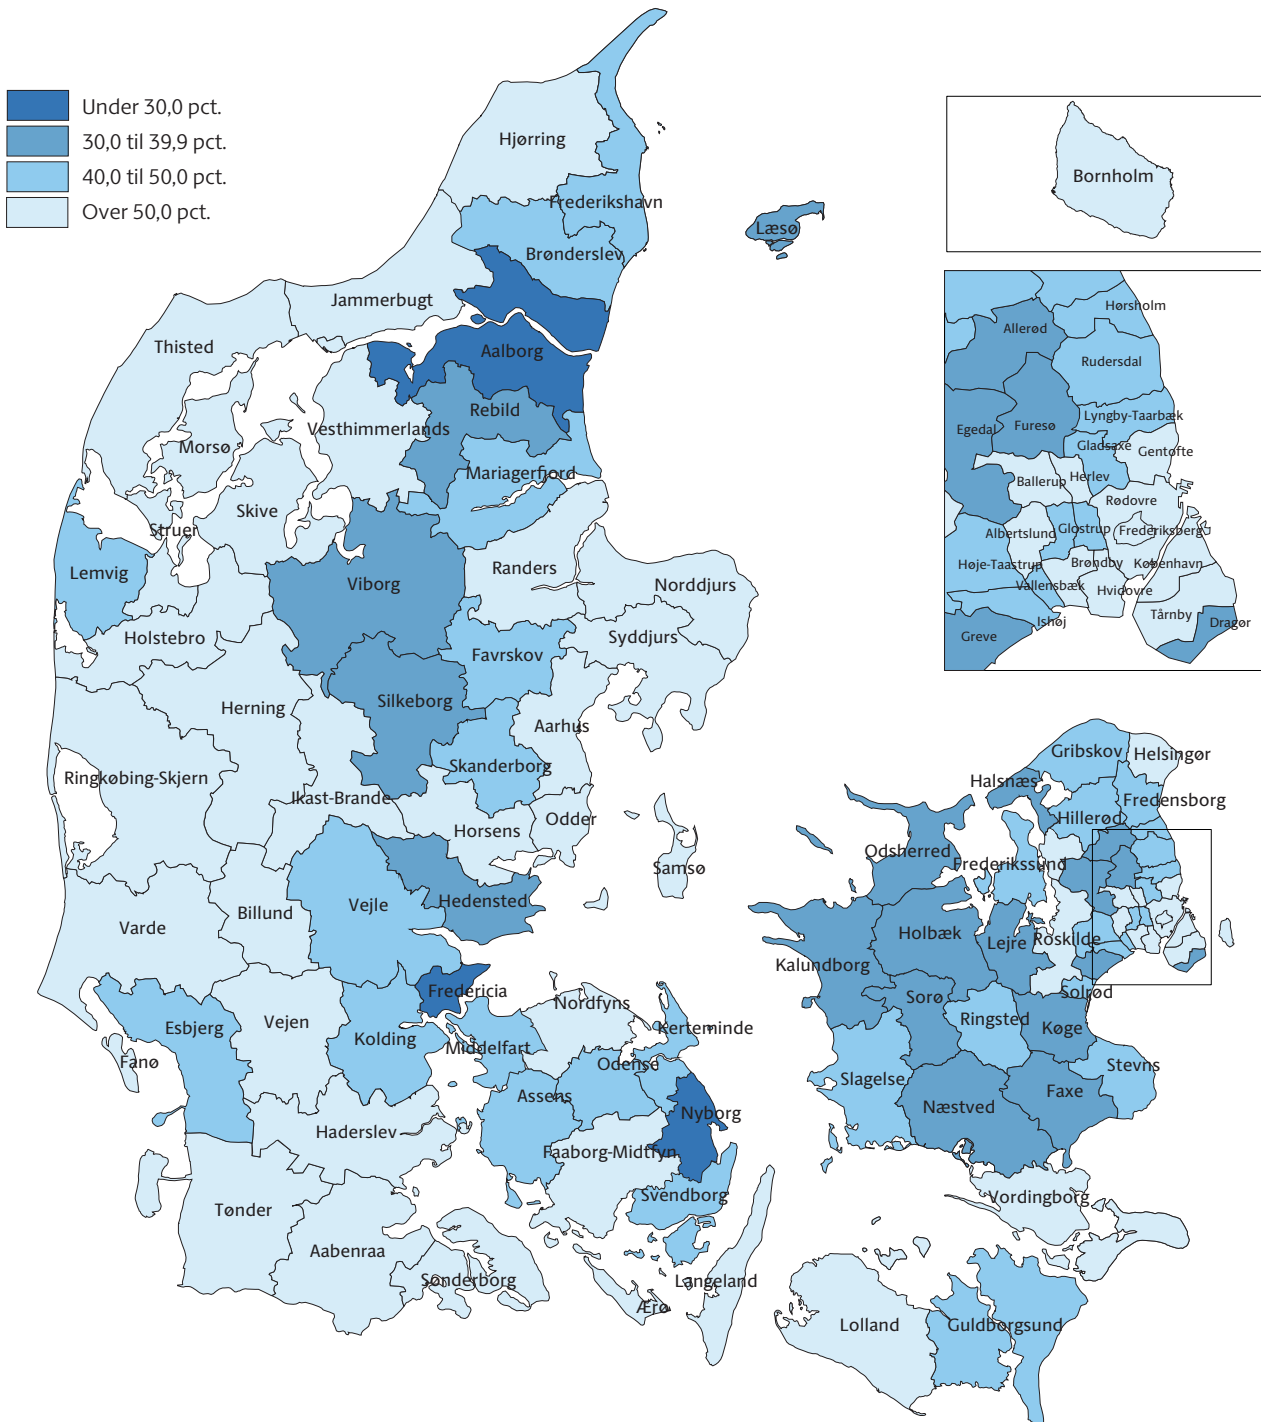 Under 30,0 pct.
30,0 til 39,9 pct.
40,0 til 50,0 pct.
Over 50,0 pct.
Hjørring
Frederikshavn
Brønderslev
Læsø
Jammerbugt
Thisted
Aalborg
Rebild
Vesthimmerlands
Morsø
Mariagerfjord
Skive
Struer
Lemvig
Viborg
Randers
Norddjurs
Holstebro
Syddjurs
Favrskov
Silkeborg
Herning
Aarhus
Skanderborg
Ringkøbing-Skjern
Ikast-Brande
Horsens
Odder
Samsø
Hedensted
Vejle
Billund
Varde
Fredericia
Nordfyns
Vejen
Esbjerg
Kolding
Kerteminde
Middelfart
Fanø
Odense
Assens
Nyborg
Haderslev
Faaborg-Midtfyn
Svendborg
Tønder
Aabenraa
Sønderborg
Langeland
Ærø
Bornholm
Hørsholm
Allerød
Rudersdal
Lyngby-Taarbæk
Egedal
Furesø
Gladsaxe
Gentofte
Ballerup
Herlev
Rødovre
Albertslund
Glostrup
Frederiksberg
Høje-Taastrup
Brøndby
København
Vallensbæk
Hvidovre
Tårnby
Ishøj
Dragør
Greve
Gribskov
Helsingør
Halsnæs
Fredensborg
Hillerød
Odsherred
Frederikssund
Holbæk
Lejre
Roskilde
Kalundborg
Solrød
Sorø
Ringsted
Køge
Stevns
Slagelse
Faxe
Næstved
Vordingborg
Lolland
Guldborgsund